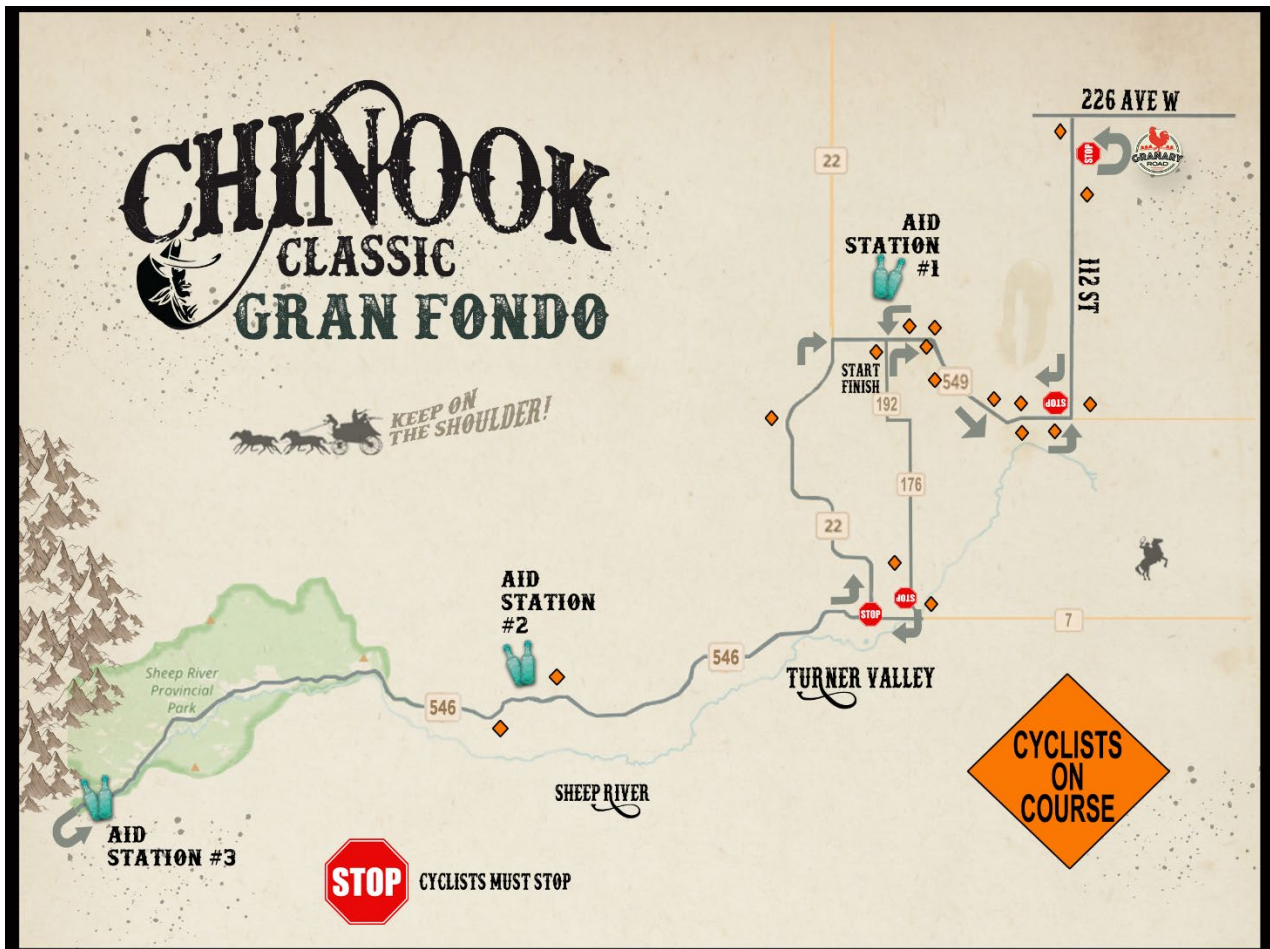 CHINOOK
CLASSIC
GRAN FONDO
KEEP ON
THE SHOULDER!
226 AVE W
STOP
GRANARY
ROAD
22
AID
STATION
#1
112 ST
START
FINISH
549
192
STOP
176
22
AID
STATION
#2
STOP
STOP
7
546
TURNER VALLEY
Sheep River
Provincial
Park
546
CYCLISTS
ON
COURSE
SHEEP RIVER
AID
STATION #3
STOP
CYCLISTS MUST STOP